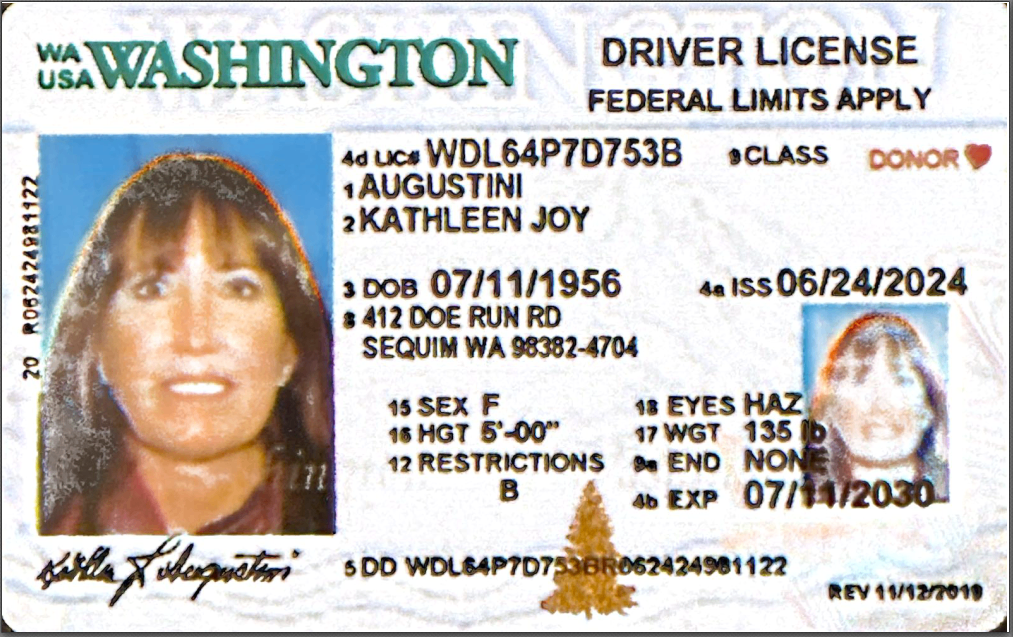 WA
USA WASHINGTON
DRIVER LICENSE
FEDERAL LIMITS APPLY
4d LIC# WDL64P7D753B 9 CLASS DONOR
1 AUGUSTINI
2 KATHLEEN JOY
3 DOB 07/11/1956 4a ISS 06/24/2024
8 412 DOE RUN RD
SEQUIM WA 98382-4704
15 SEX F 18 EYES HAZ
16 HGT 5'-00" 17 WGT 135 lb
12 RESTRICTIONS 9a END NONE
B
4b EXP 07/11/2030
5 DD WDL64P7D753BR062424981122
REV 11/12/2019
20 R062424981122